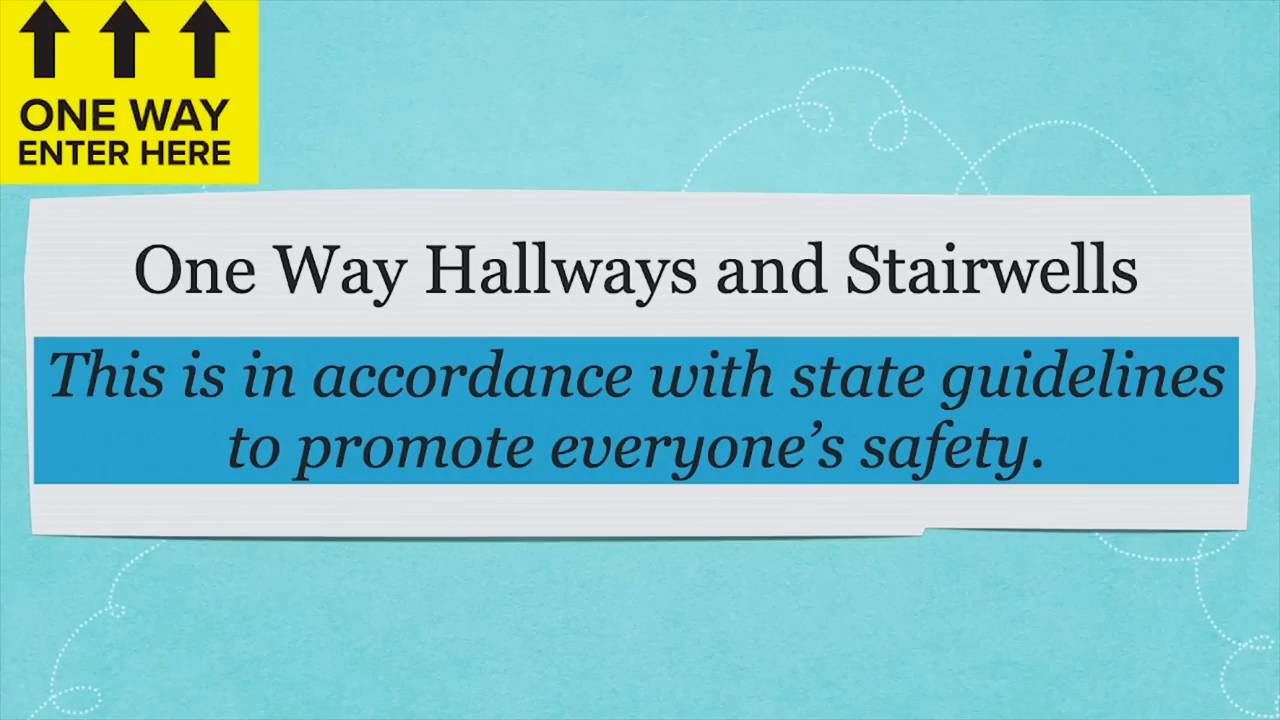 ONE WAY
ENTER HERE
One Way Hallways and Stairwells
This is in accordance with state guidelines
to promote everyone’s safety.